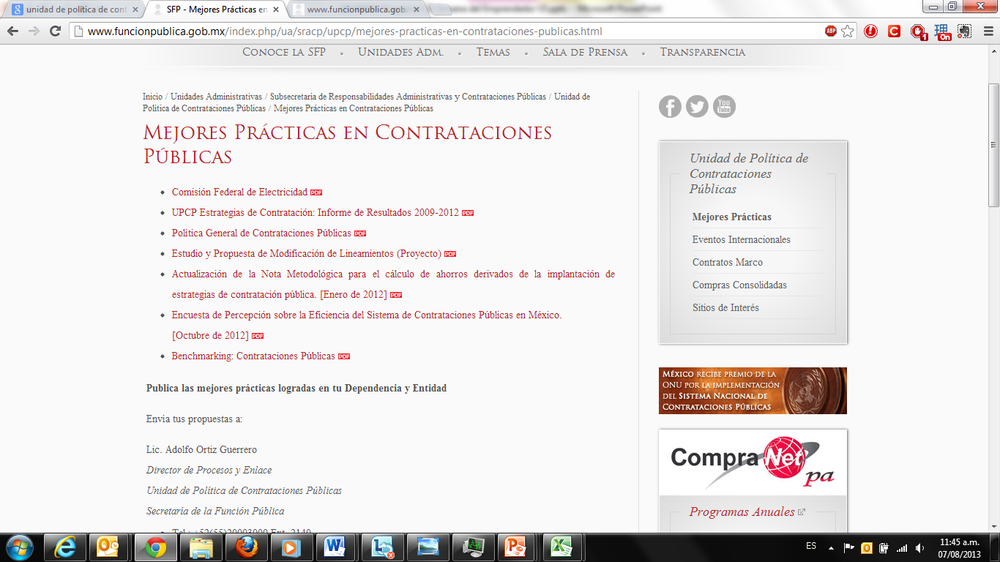 unidad de política de cont
SFP - Mejores Prácticas en
www.funcionpublica.gob.
www.funcionpublica.gob.mx/index.php/ua/sracp/upcp/mejores-practicas-en-contrataciones-publicas.html
Conoce la SFP • Unidades Adm. • Temas • Sala de Prensa • Transparencia
Inicio / Unidades Administrativas / Subsecretaría de Responsabilidades Administrativas y Contrataciones Públicas / Unidad de
Política de Contrataciones Públicas / Mejores Prácticas en Contrataciones Públicas
Mejores Prácticas en Contrataciones
Públicas
• Comisión Federal de Electricidad PDF
• UPCP Estrategias de Contratación: Informe de Resultados 2009-2012 PDF
• Política General de Contrataciones Públicas PDF
• Estudio y Propuesta de Modificación de Lineamientos (Proyecto) PDF
• Actualización de la Nota Metodológica para el cálculo de ahorros derivados de la implantación de
estrategias de contratación pública. [Enero de 2012] PDF
• Encuesta de Percepción sobre la Eficiencia del Sistema de Contrataciones Públicas en México.
[Octubre de 2012] PDF
• Benchmarking: Contrataciones Públicas PDF
Publica las mejores prácticas logradas en tu Dependencia y Entidad
Envía tus propuestas a:
Lic. Adolfo Ortiz Guerrero
Director de Procesos y Enlace
Unidad de Política de Contrataciones Públicas
Secretaría de la Función Pública
• Tel.: +52(55)20003000 Ext. 2140
You Tube
Unidad de Política de
Contrataciones
Públicas
Mejores Prácticas
Eventos Internacionales
Contratos Marco
Compras Consolidadas
Sitios de Interés
México recibe premio de la
ONU por la implementación
del Sistema Nacional de
Contrataciones Públicas
CompraNet
pa
Programas Anuales
ES
11:45 a.m.
07/08/2013